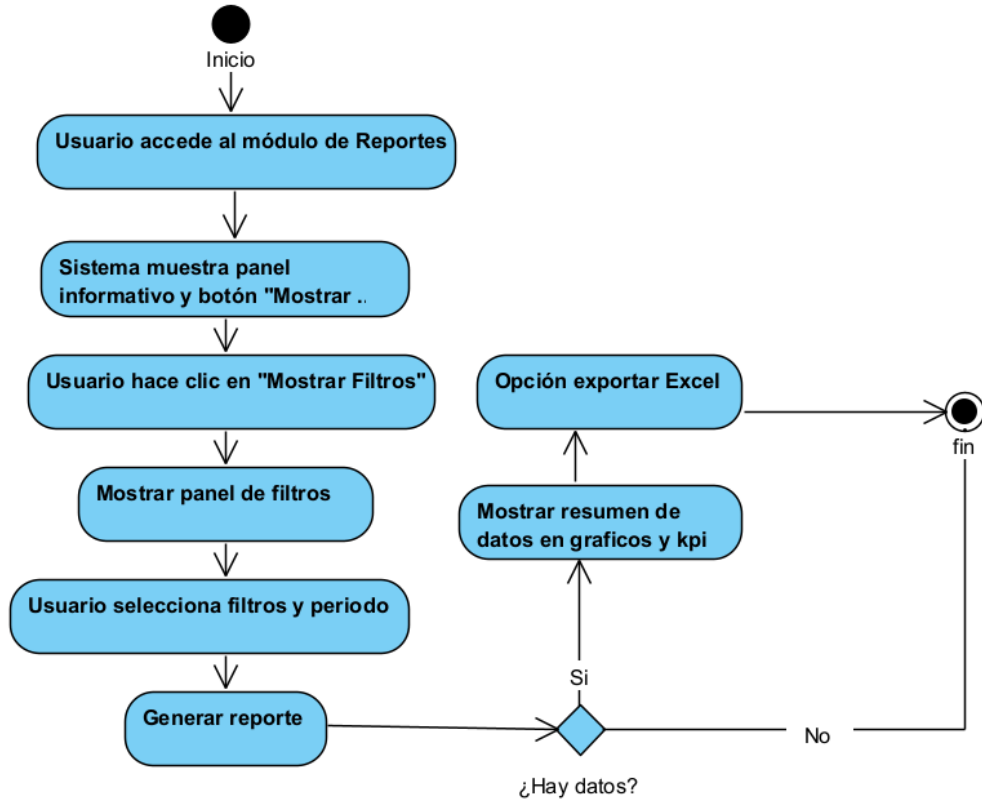 Inicio
Usuario accede al módulo de Reportes
Sistema muestra panel
informativo y botón "Mostrar ..
Usuario hace clic en "Mostrar Filtros"
Mostrar panel de filtros
Usuario selecciona filtros y periodo
Generar reporte
¿Hay datos?
Si
No
Mostrar resumen de
datos en graficos y kpi
Opción exportar Excel
fin